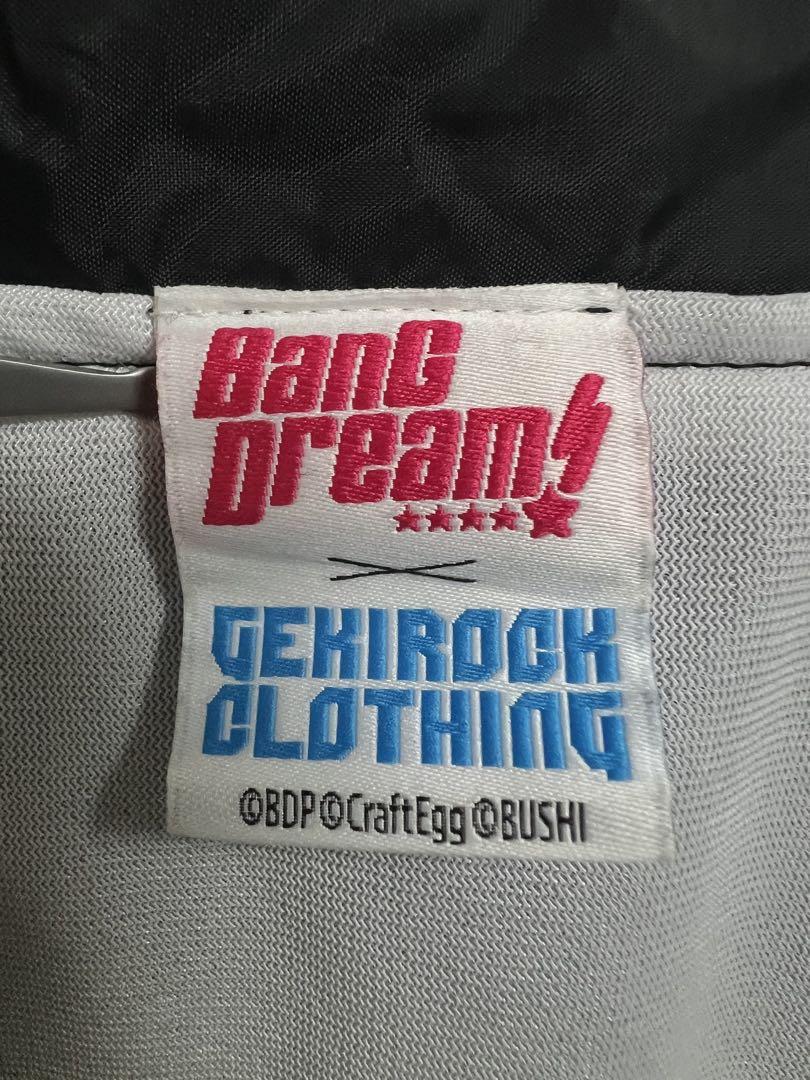 BanG
Dream!
×
GEKIROCK
CLOTHING
©BDP©CraftEgg©BUSHI